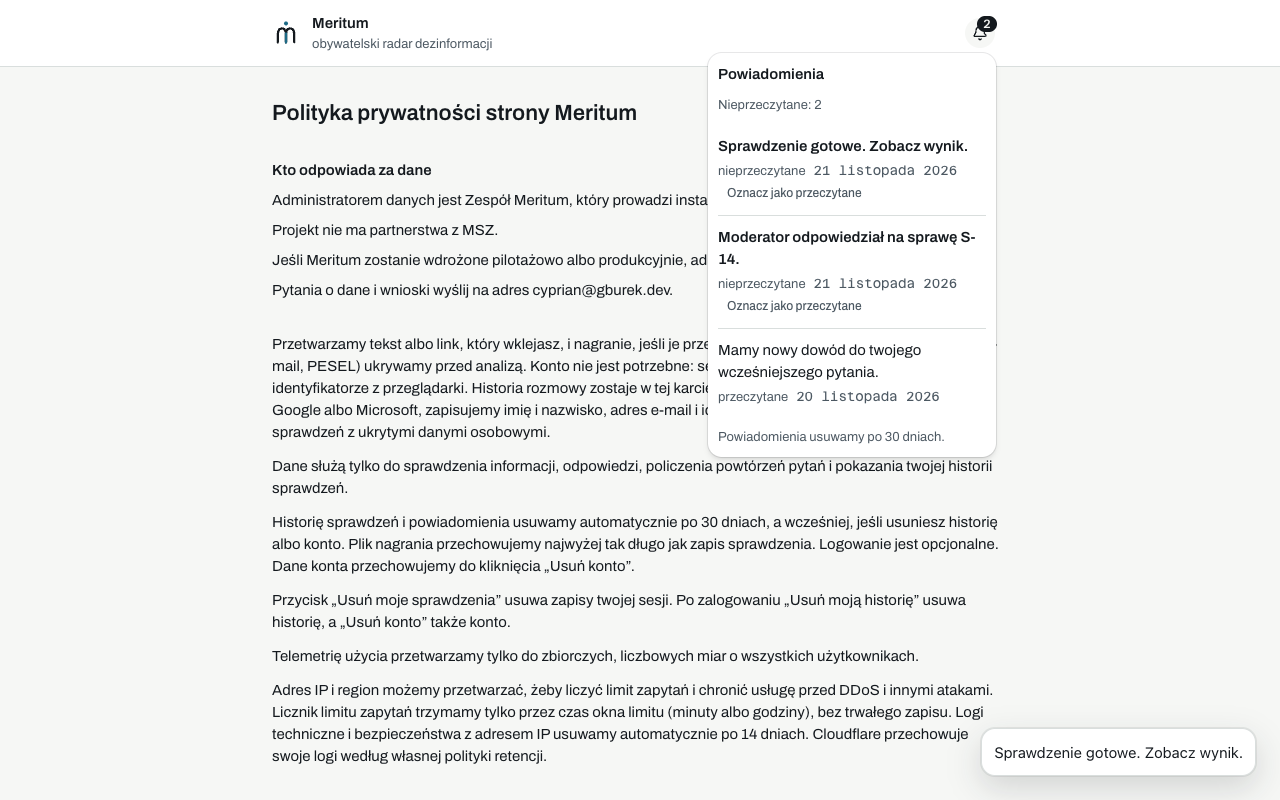 Meritum
obywatelski radar dezinformacji
2
Powiadomienia
Nieprzeczytane: 2
Sprawdzenie gotowe. Zobacz wynik.
nieprzeczytane 21 listopada 2026
Oznacz jako przeczytane
Moderator odpowiedział na sprawę S-
14.
nieprzeczytane 21 listopada 2026
Oznacz jako przeczytane
Mamy nowy dowód do twojego
wcześniejszego pytania.
przeczytane 20 listopada 2026
Powiadomienia usuwamy po 30 dniach.
Polityka prywatności strony Meritum
Kto odpowiada za dane
Administratorem danych jest Zespół Meritum, który prowadzi
Projekt nie ma partnerstwa z MSZ.
Jeśli Meritum zostanie wdrożone pilotażowo albo produkcyjnie,
Pytania o dane i wnioski wyślij na adres cyprian@gburek.dev.
Przetwarzamy tekst albo link, który wklejasz, i nagranie, jeśli je
mail, PESEL) ukrywamy przed analizą. Konto nie jest potrzebne:
identyfikatorze z przeglądarki. Historia rozmowy zostaje w tej
Google albo Microsoft, zapisujemy imię i nazwisko, adres e-mail i
sprawdzeń z ukrytymi danymi osobowymi.
Dane służą tylko do sprawdzenia informacji, odpowiedzi, policzenia powtórzeń pytań i pokazania twojej historii
sprawdzeń.
Historię sprawdzeń i powiadomienia usuwamy automatycznie po 30 dniach, a wcześniej, jeśli usuniesz historię
albo konto. Plik nagrania przechowujemy najwyżej tak długo jak zapis sprawdzenia. Logowanie jest opcjonalne.
Dane konta przechowujemy do kliknięcia „Usuń konto”.
Przycisk „Usuń moje sprawdzenia” usuwa zapisy twojej sesji. Po zalogowaniu „Usuń moją historię” usuwa
historię, a „Usuń konto” także konto.
Telemetrię użycia przetwarzamy tylko do zbiorczych, liczbowych miar o wszystkich użytkownikach.
Adres IP i region możemy przetwarzać, żeby liczyć limit zapytań i chronić usługę przed DDoS i innymi atakami.
Licznik limitu zapytań trzymamy tylko przez czas okna limitu (minuty albo godziny), bez trwałego zapisu. Logi
techniczne i bezpieczeństwa z adresem IP usuwamy automatycznie po 14 dniach. Cloudflare przechowuje
swoje logi według własnej polityki retencji.
Sprawdzenie gotowe. Zobacz wynik.